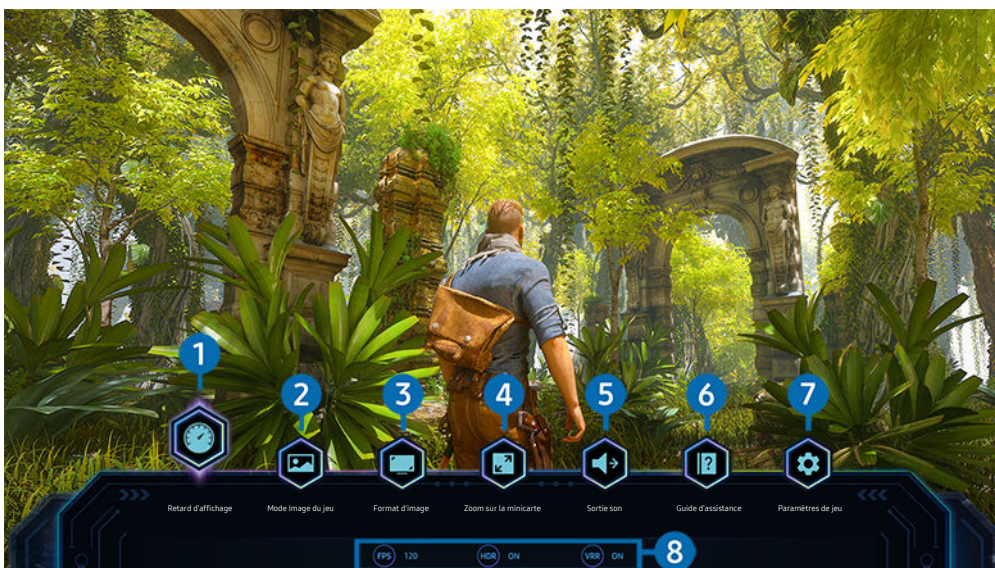 1
2
3
4
5
6
7
Retard d'affichage
Mode Image du jeu
Format d'image
Zoom sur la minicarte
Sortie son
Guide d'assistance
Paramètres de jeu
FPS 120 HDR ON VRR ON 8